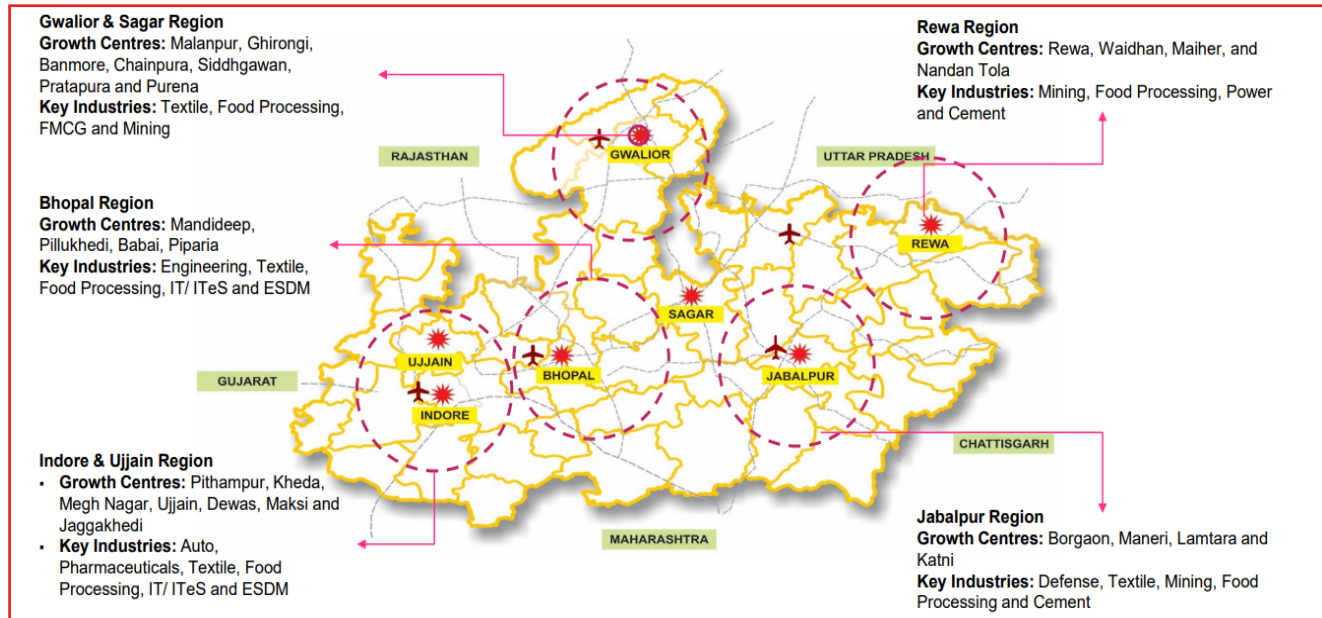 Gwalior & Sagar Region
Growth Centres: Malanpur, Ghirongi,
Banmore, Chainpura, Siddhgawan,
Pratapura and Purena
Key Industries: Textile, Food Processing,
FMCG and Mining
Rewa Region
Growth Centres: Rewa, Waidhan, Maiher, and
Nandan Tola
Key Industries: Mining, Food Processing, Power
and Cement
RAJASTHAN
GWALIOR
UTTAR PRADESH
Bhopal Region
Growth Centres: Mandideep,
Pillukhedi, Babai, Piparia
Key Industries: Engineering, Textile,
Food Processing, IT/ ITeS and ESDM
REWA
SAGAR
UJJAIN
BHOPAL
JABALPUR
GUJARAT
INDORE
CHATTISGARH
Indore & Ujjain Region
▪ Growth Centres: Pithampur, Kheda,
Megh Nagar, Ujjain, Dewas, Maksi and
Jaggakhedi
▪ Key Industries: Auto,
Pharmaceuticals, Textile, Food
Processing, IT/ ITeS and ESDM
MAHARASHTRA
Jabalpur Region
Growth Centres: Borgaon, Maneri, Lamtara and
Katni
Key Industries: Defense, Textile, Mining, Food
Processing and Cement